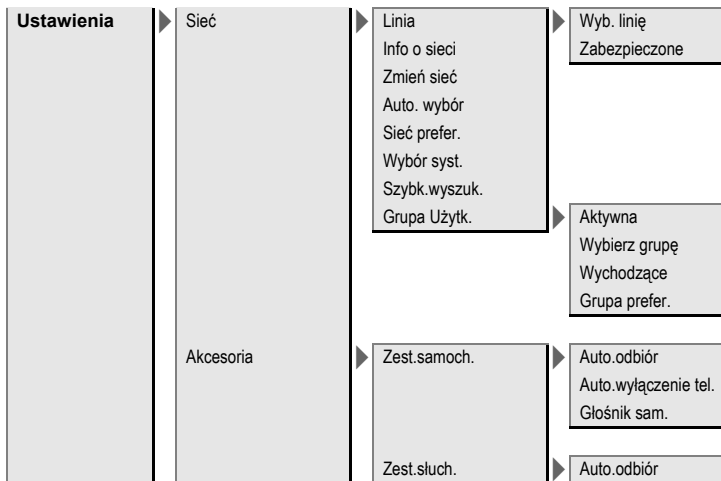 Ustawienia
Sieć
Linia
Info o sieci
Zmień sieć
Auto. wybór
Sieć prefer.
Wybór syst.
Szybk.wyszuk.
Grupa Użytk.
Wyb. linię
Zabezpieczone
Aktywna
Wybierz grupę
Wychodzące
Grupa prefer.
Akcesoria
Zest.samoch.
Auto.odbiór
Auto.wyłączenie tel.
Głośnik sam.
Zest.słuch.
Auto.odbiór